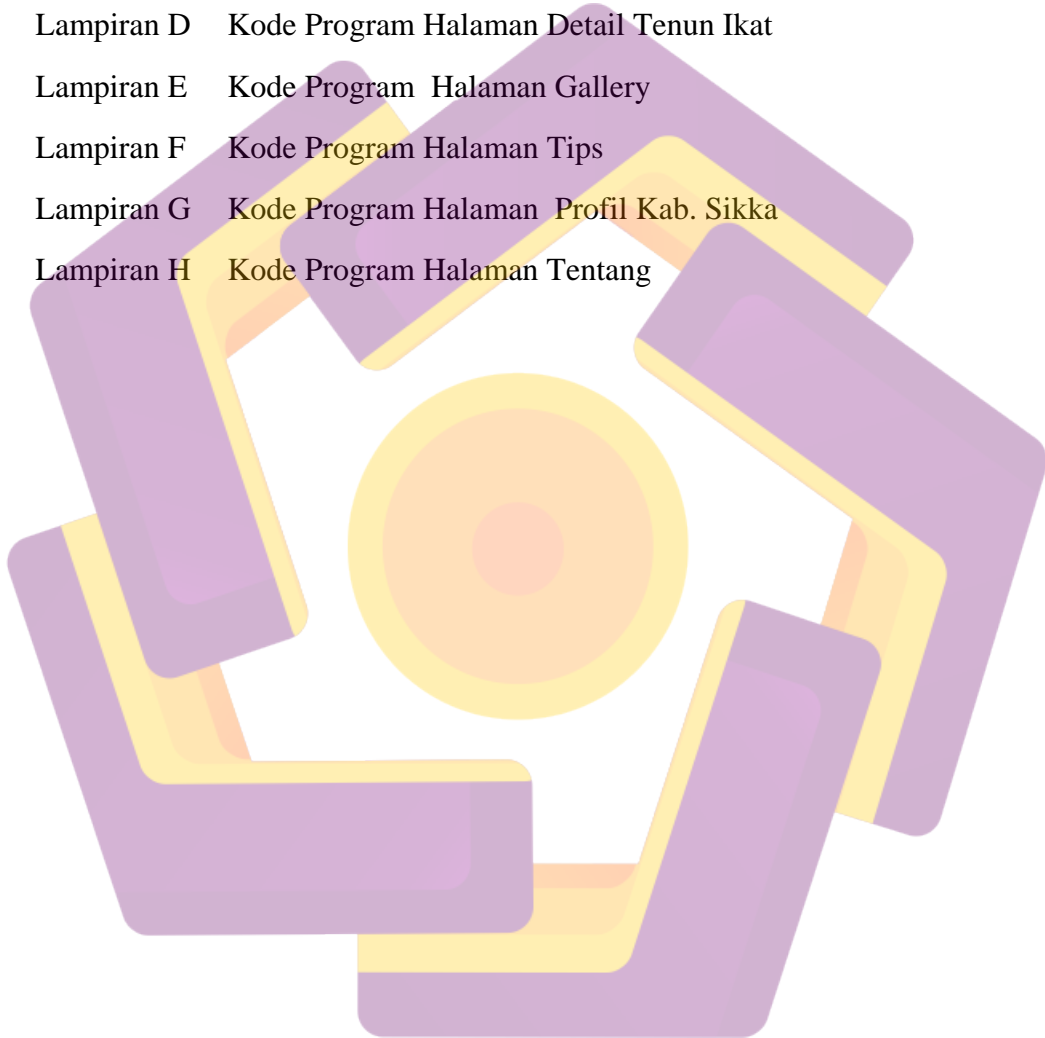 Lampiran D Kode Program Halaman Detail Tenun Ikat
Lampiran E Kode Program Halaman Gallery
Lampiran F Kode Program Halaman Tips
Lampiran G Kode Program Halaman Profil Kab. Sikka
Lampiran H Kode Program Halaman Tentang